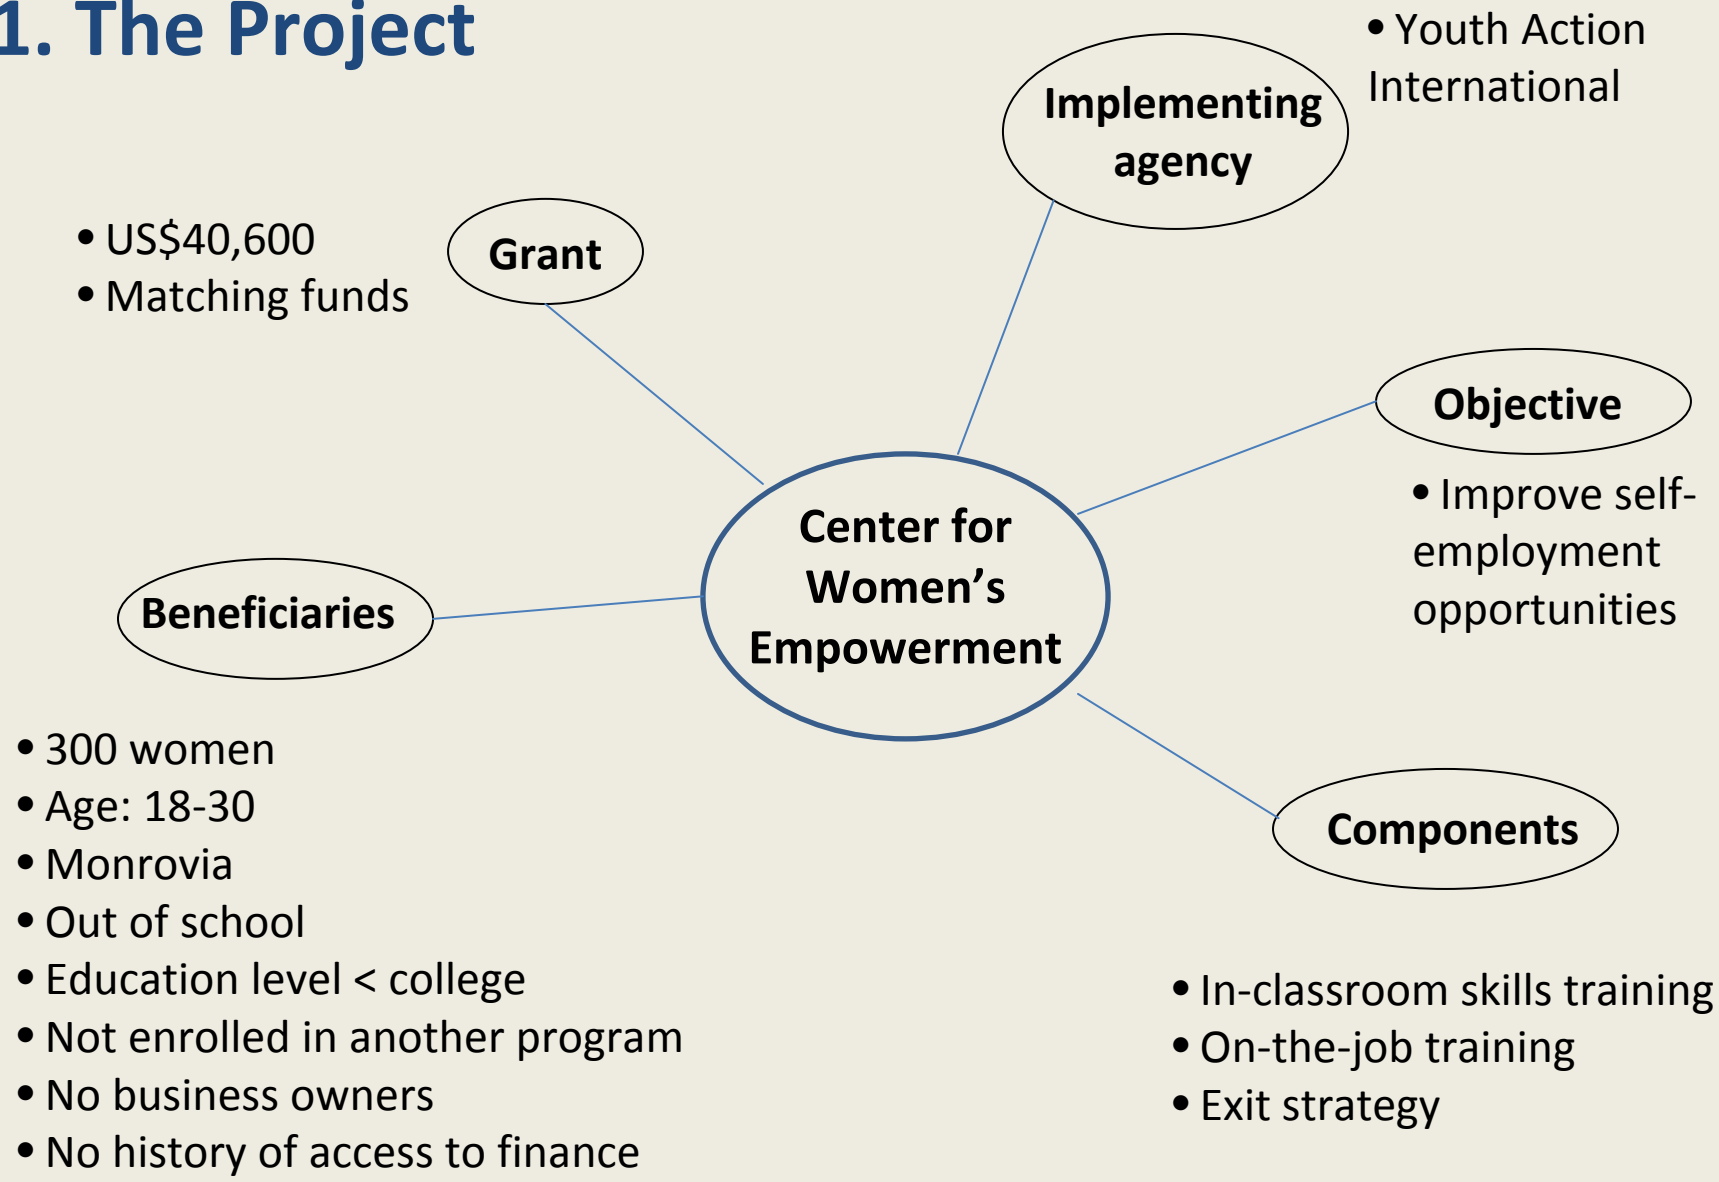 1. The Project
• Youth Action
International
Implementing
agency
• US$40,600
• Matching funds
Grant
Objective
• Improve self-
employment
opportunities
Center for
Women’s
Empowerment
Beneficiaries
• 300 women
• Age: 18-30
• Monrovia
• Out of school
• Education level < college
• Not enrolled in another program
• No business owners
• No history of access to finance
Components
• In-classroom skills training
• On-the-job training
• Exit strategy